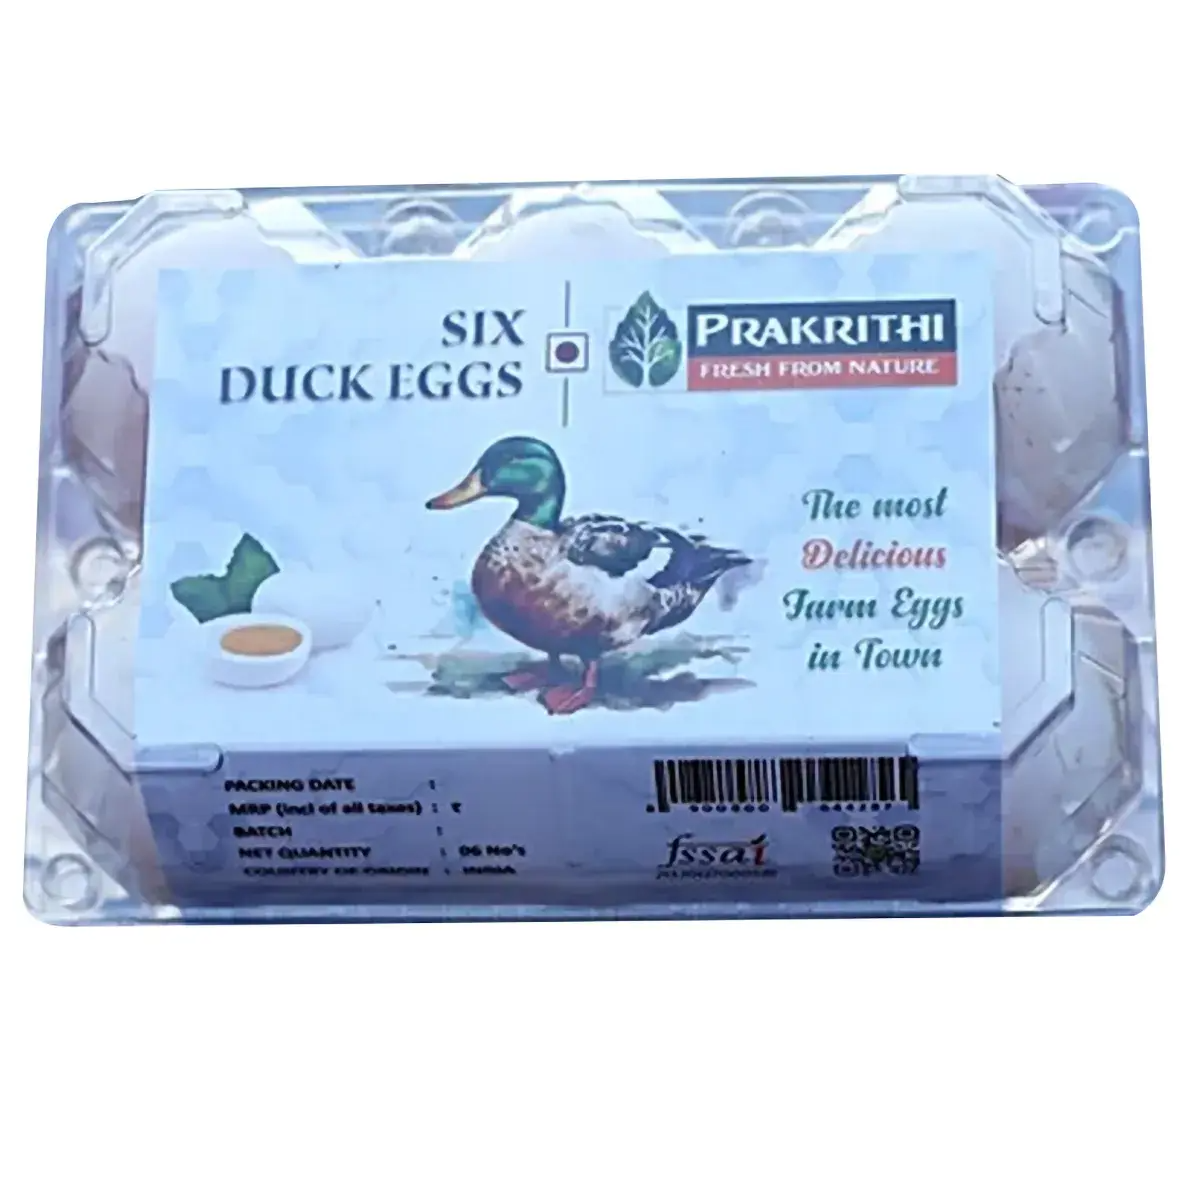 SIX
DUCK EGGS
PRAKRITHI
FRESH FROM NATURE
The most
Delicious
Farm Eggs
in Town
PACKING DATE :
MRP (incl of all taxes) : ₹
BATCH :
NET QUANTITY : 06 No's
COUNTRY OF ORIGIN : INDIA
fssai